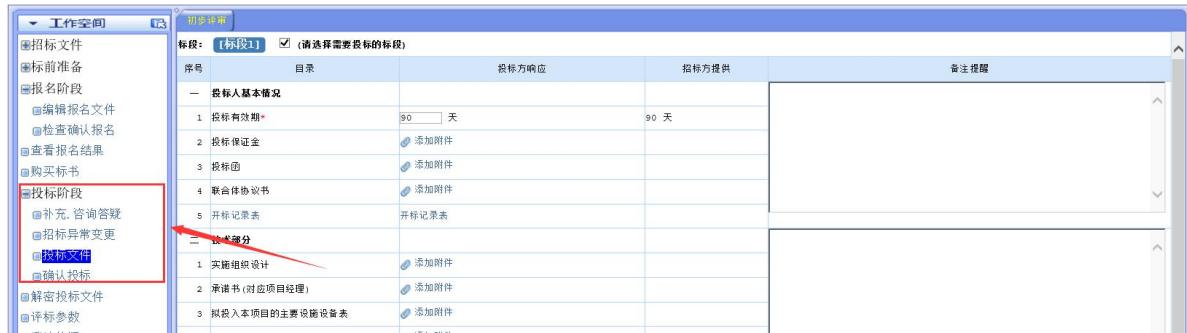 工作空间
初步评审
招标文件
标前准备
报名阶段
编辑报名文件
检查确认报名
查看报名结果
购买标书
投标阶段
补充,咨询答疑
招标异常变更
投标文件
确认投标
解密投标文件
评标参数
标段: [标段1] (请选择需要投标的标段)
序号 目录 投标方响应 招标方提供 备注提醒
一 投标人基本情况
1 投标有效期* 90 天 90 天
2 投标保证金 添加附件
3 投标函 添加附件
4 联合体协议书 添加附件
5 开标记录表 开标记录表
二 技术部分
1 实施组织设计 添加附件
2 承诺书(对应项目经理) 添加附件
3 拟投入本项目的主要设施设备表 添加附件